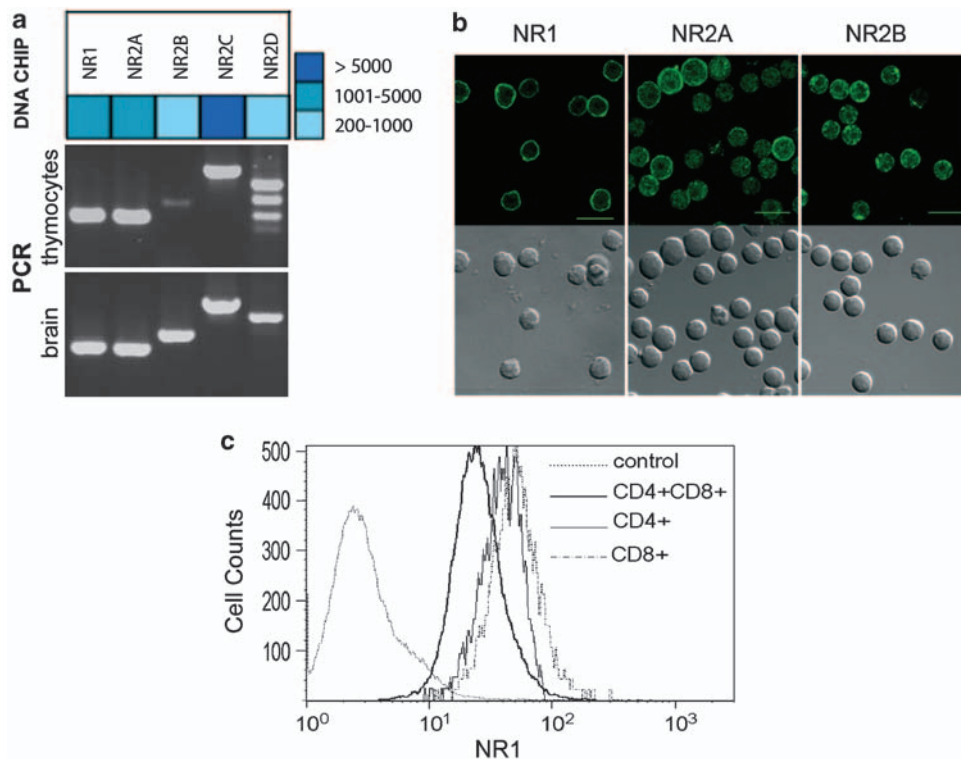 a
DNA CHIP
NR1
NR2A
NR2B
NR2C
NR2D
> 5000
1001-5000
200-1000
PCR
thymocytes
brain
b
NR1
NR2A
NR2B
c
Cell Counts
500
400
300
200
100
10⁰
10¹
10²
10³
NR1
control
CD4+CD8+
CD4+
CD8+